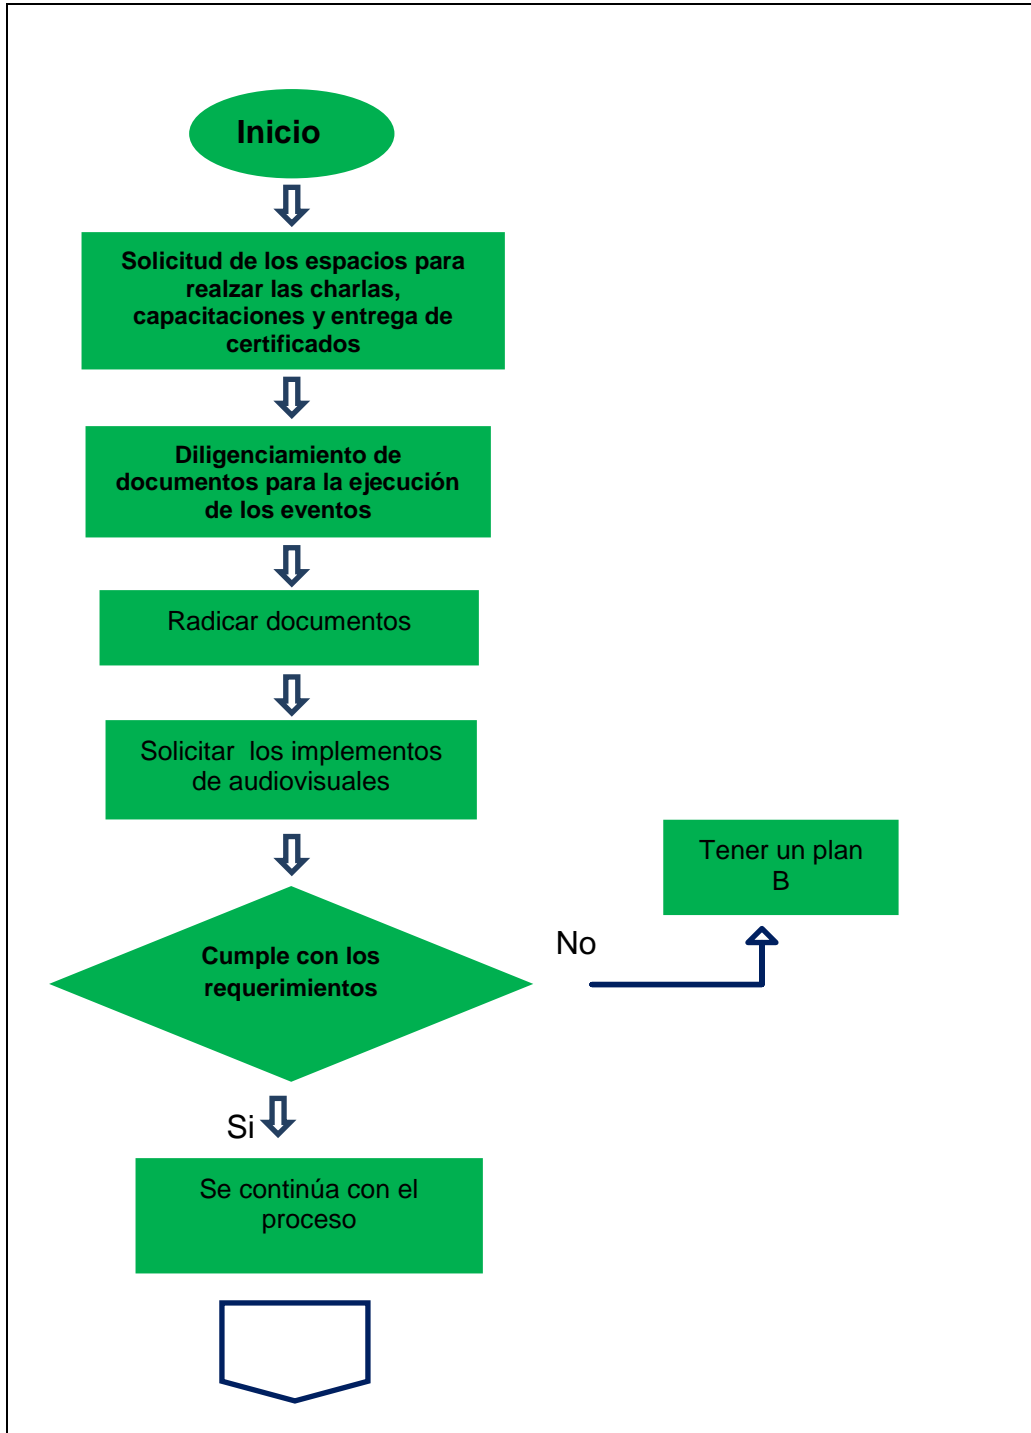 Inicio
Solicitud de los espacios para
realzar las charlas,
capacitaciones y entrega de
certificados
Diligenciamiento de
documentos para la ejecución
de los eventos
Radicar documentos
Solicitar  los implementos
de audiovisuales
Tener un plan
B
No
Cumple con los
requerimientos
Si
Se continúa con el
proceso